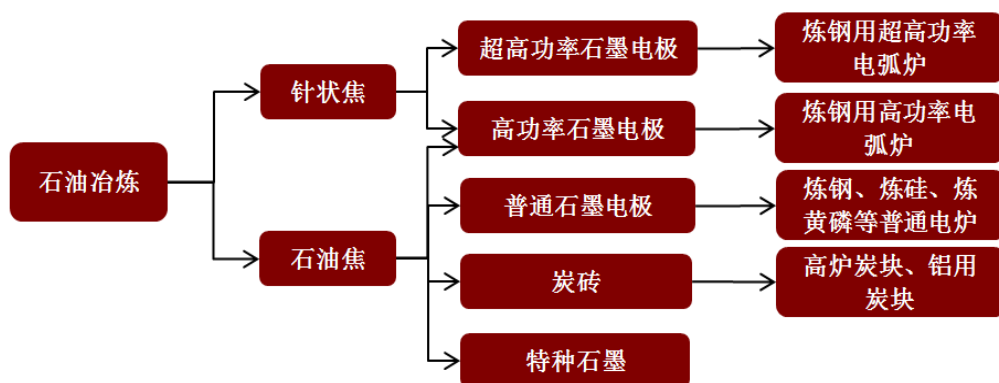 石油冶炼
针状焦
石油焦
超高功率石墨电极
高功率石墨电极
普通石墨电极
炭砖
特种石墨
炼钢用超高功率
电弧炉
炼钢用高功率电
弧炉
炼钢、炼硅、炼
黄磷等普通电炉
高炉炭块、铝用
炭块